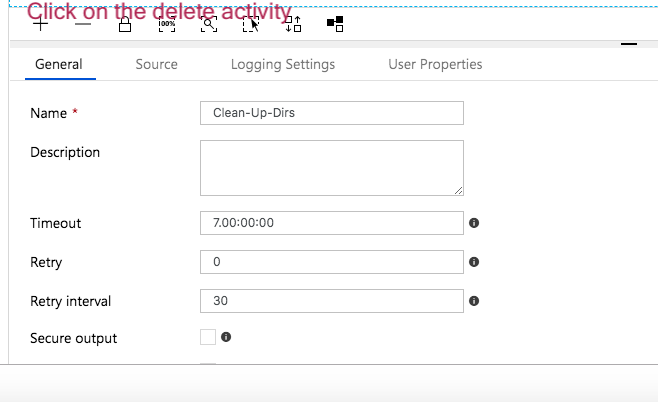 Click on the delete activity
100%
General Source Logging Settings User Properties
Name *
Clean-Up-Dirs
Description
Timeout
7.00:00:00
Retry
0
Retry interval
30
Secure output